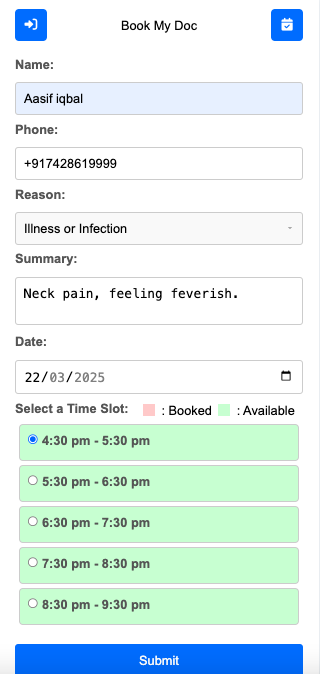 Book My Doc
Name:
Aasif iqbal
Phone:
+917428619999
Reason:
Illness or Infection
Summary:
Neck pain, feeling feverish.
Date:
22/03/2025
Select a Time Slot: : Booked : Available
4:30 pm - 5:30 pm
5:30 pm - 6:30 pm
6:30 pm - 7:30 pm
7:30 pm - 8:30 pm
8:30 pm - 9:30 pm
Submit